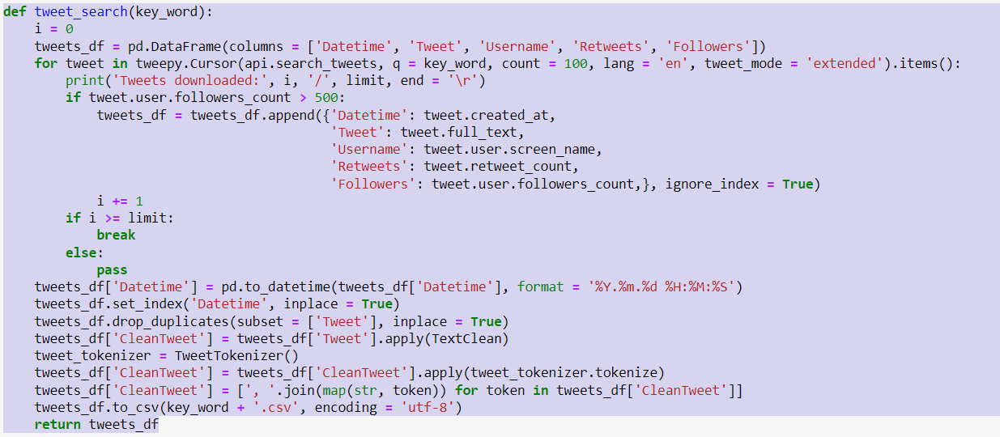 def tweet_search(key_word):
    i = 0
    tweets_df = pd.DataFrame(columns = ['Datetime', 'Tweet', 'Username', 'Retweets', 'Followers'])
    for tweet in tweepy.Cursor(api.search_tweets, q = key_word, count = 100, lang = 'en', tweet_mode = 'extended').items():
        print('Tweets downloaded:', i, '/', limit, end = '\r')
        if tweet.user.followers_count > 500:
            tweets_df = tweets_df.append({'Datetime': tweet.created_at,
                                          'Tweet': tweet.full_text,
                                          'Username': tweet.user.screen_name,
                                          'Retweets': tweet.retweet_count,
                                          'Followers': tweet.user.followers_count,}, ignore_index = True)
            i += 1
        if i >= limit:
            break
        else:
            pass
    tweets_df['Datetime'] = pd.to_datetime(tweets_df['Datetime'], format = '%Y.%m.%d %H:%M:%S')
    tweets_df.set_index('Datetime', inplace = True)
    tweets_df.drop_duplicates(subset = ['Tweet'], inplace = True)
    tweets_df['CleanTweet'] = tweets_df['Tweet'].apply(TextClean)
    tweet_tokenizer = TweetTokenizer()
    tweets_df['CleanTweet'] = tweets_df['CleanTweet'].apply(tweet_tokenizer.tokenize)
    tweets_df['CleanTweet'] = [', '.join(map(str, token)) for token in tweets_df['CleanTweet']]
    tweets_df.to_csv(key_word + '.csv', encoding = 'utf-8')
    return tweets_df